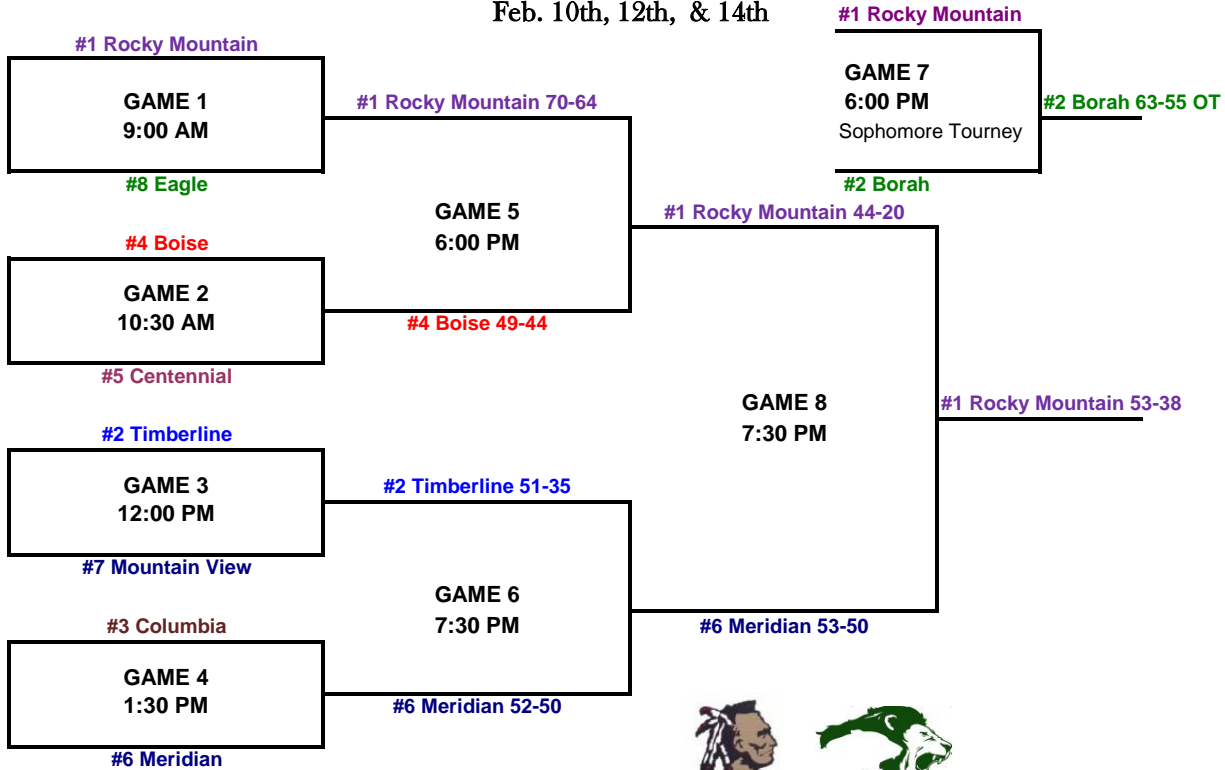 Feb. 10th, 12th, & 14th
#1 Rocky Mountain
GAME 1
9:00 AM
#8 Eagle
#1 Rocky Mountain 70-64
#4 Boise
GAME 2
10:30 AM
#5 Centennial
GAME 5
6:00 PM
#4 Boise 49-44
#2 Timberline
GAME 3
12:00 PM
#7 Mountain View
#2 Timberline 51-35
#3 Columbia
GAME 4
1:30 PM
#6 Meridian
GAME 6
7:30 PM
#6 Meridian 52-50
#1 Rocky Mountain 44-20
GAME 8
7:30 PM
#6 Meridian 53-50
#1 Rocky Mountain 53-38
#1 Rocky Mountain
GAME 7
6:00 PM
Sophomore Tourney
#2 Borah
#2 Borah 63-55 OT